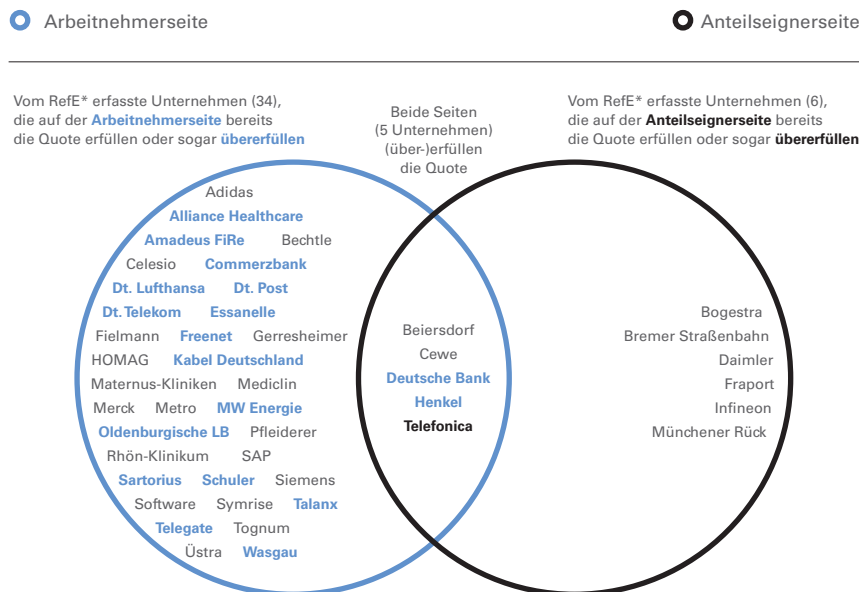 Arbeitnehmerseite
Anteilseignerseite
Vom RefE* erfasste Unternehmen (34),
die auf der Arbeitnehmerseite bereits
die Quote erfüllen oder sogar übererfüllen
Beide Seiten
(5 Unternehmen)
(über-)erfüllen
die Quote
Vom RefE* erfasste Unternehmen (6),
die auf der Anteilseignerseite bereits
die Quote erfüllen oder sogar übererfüllen
Adidas
Alliance Healthcare
Amadeus FiRe Bechtle
Celesio Commerzbank
Dt. Lufthansa Dt. Post
Dt. Telekom Essanelle
Fielmann Freenet Gerresheimer
HOMAG Kabel Deutschland
Maternus-Kliniken Mediclin
Merck Metro MW Energie
Oldenburgische LB Pfleiderer
Rhön-Klinikum SAP
Sartorius Schuler Siemens
Software Symrise Talanx
Telegate Tognum
Üstra Wasgau
Beiersdorf
Cewe
Deutsche Bank
Henkel
Telefonica
Bogestra
Bremer Straßenbahn
Daimler
Fraport
Infineon
Münchener Rück